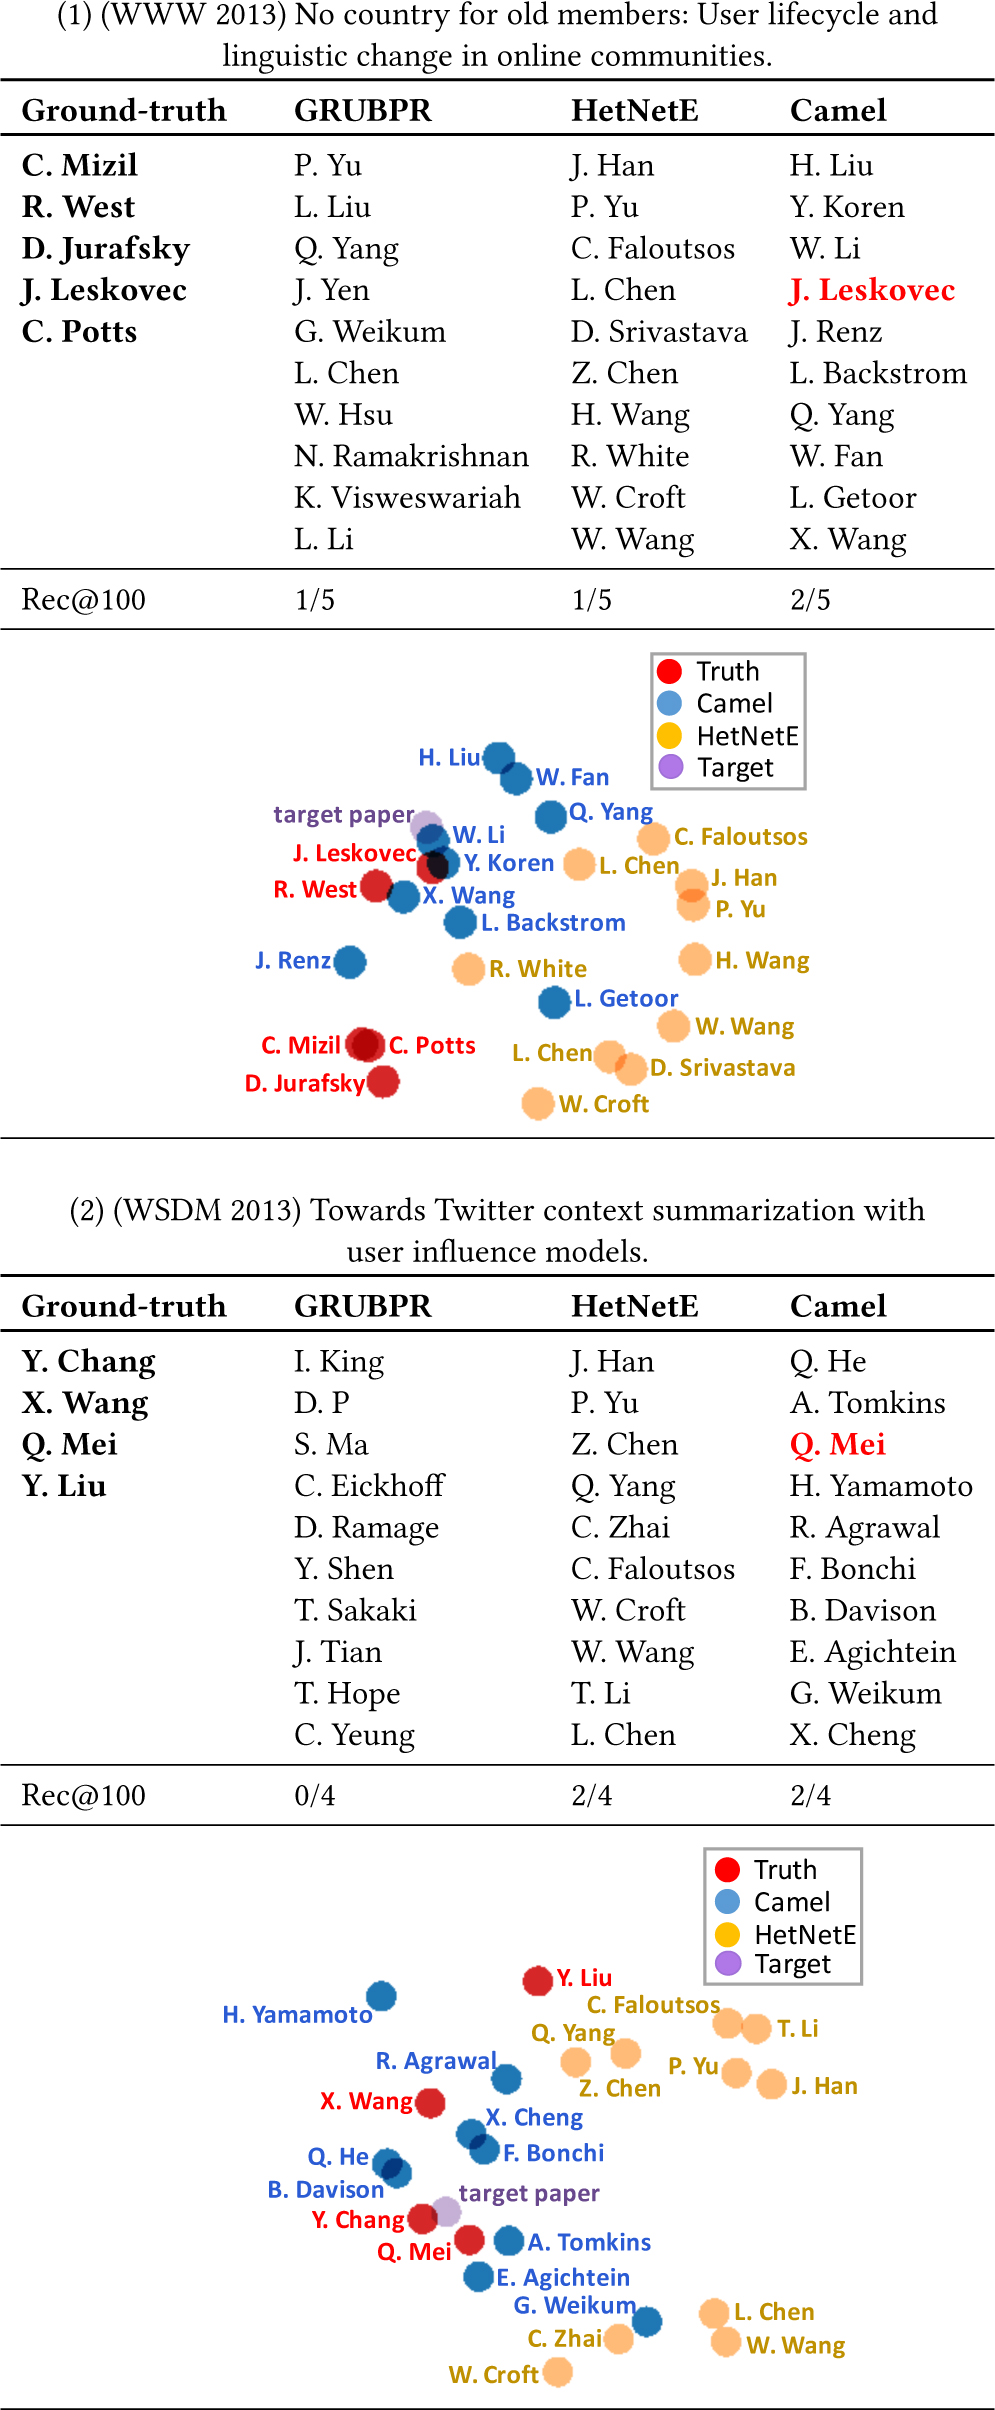 (1) (WWW 2013) No country for old members: User lifecycle and
linguistic change in online communities.
Ground-truth GRUBPR HetNetE Camel
C. Mizil P. Yu J. Han H. Liu
R. West L. Liu P. Yu Y. Koren
D. Jurafsky Q. Yang C. Faloutsos W. Li
J. Leskovec J. Yen L. Chen J. Leskovec
C. Potts G. Weikum D. Srivastava J. Renz
L. Chen Z. Chen L. Backstrom
W. Hsu H. Wang Q. Yang
N. Ramakrishnan R. White W. Fan
K. Visweswariah W. Croft L. Getoor
L. Li W. Wang X. Wang
Rec@100 1/5 1/5 2/5
Truth
Camel
HetNetE
Target
H. Liu
W. Fan
target paper
Q. Yang
W. Li
C. Faloutsos
J. Leskovec
Y. Koren
L. Chen
J. Han
R. West
X. Wang
P. Yu
L. Backstrom
J. Renz
R. White
H. Wang
L. Getoor
W. Wang
C. Mizil
C. Potts
L. Chen
D. Srivastava
D. Jurafsky
W. Croft
(2) (WSDM 2013) Towards Twitter context summarization with
user influence models.
Ground-truth GRUBPR HetNetE Camel
Y. Chang I. King J. Han Q. He
X. Wang D. P P. Yu A. Tomkins
Q. Mei S. Ma Z. Chen Q. Mei
Y. Liu C. Eickhoff Q. Yang H. Yamamoto
D. Ramage C. Zhai R. Agrawal
Y. Shen C. Faloutsos F. Bonchi
T. Sakaki W. Croft B. Davison
J. Tian W. Wang E. Agichtein
T. Hope T. Li G. Weikum
C. Yeung L. Chen X. Cheng
Rec@100 0/4 2/4 2/4
Truth
Camel
HetNetE
Target
Y. Liu
H. Yamamoto
C. Faloutsos
T. Li
Q. Yang
R. Agrawal
P. Yu
Z. Chen
J. Han
X. Wang
X. Cheng
Q. He
F. Bonchi
B. Davison
target paper
Y. Chang
Q. Mei
A. Tomkins
E. Agichtein
G. Weikum
L. Chen
C. Zhai
W. Wang
W. Croft